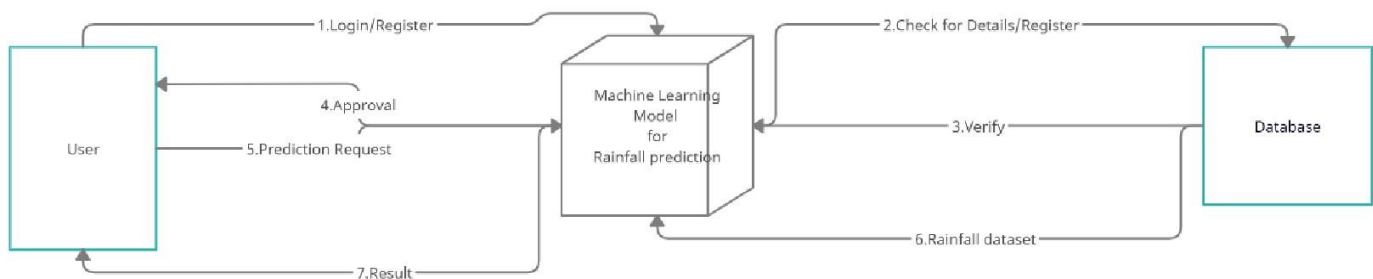 1.Login/Register
2.Check for Details/Register
Machine Learning
Model
for
Rainfall prediction
4.Approval
3.Verify
Database
User
5.Prediction Request
6.Rainfall dataset
7.Result